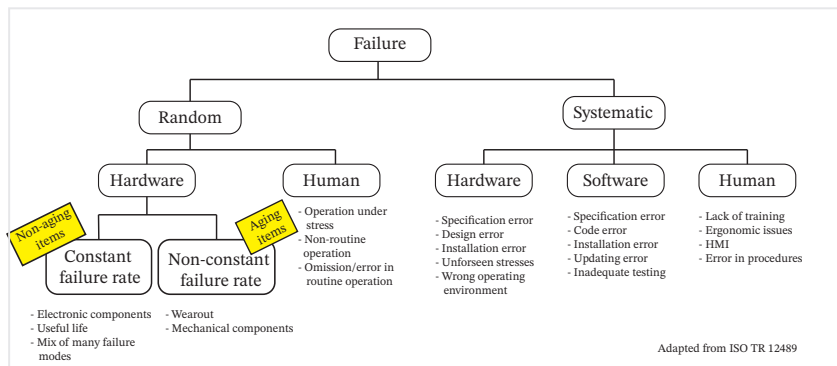 Failure
Random
Systematic
Hardware
Human
Hardware
Software
Human
Non-aging
items
Constant
failure rate
Aging
items
Non-constant
failure rate
- Operation under
stress
- Non-routine
operation
- Omission/error in
routine operation
- Specification error
- Design error
- Installation error
- Unforseen stresses
- Wrong operating
environment
- Specification error
- Code error
- Installation error
- Updating error
- Inadequate testing
- Lack of training
- Ergonomic issues
- HMI
- Error in procedures
- Electronic components
- Useful life
- Mix of many failure
modes
- Wearout
- Mechanical components
Adapted from ISO TR 12489